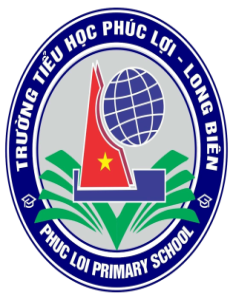 TRƯỜNG TIỂU HỌC PHÚC LỢI - LONG BIÊN
PHUC LOI PRIMARY SCHOOL